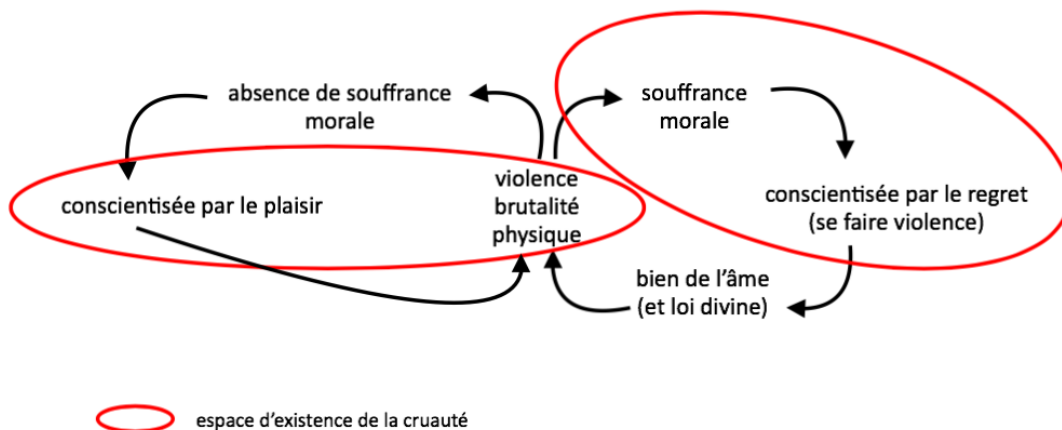 absence de souffrance
morale
souffrance
morale
conscientisée par le plaisir
violence
brutalité
physique
conscientisée par le regret
(se faire violence)
bien de l’âme
(et loi divine)
espace d’existence de la cruauté